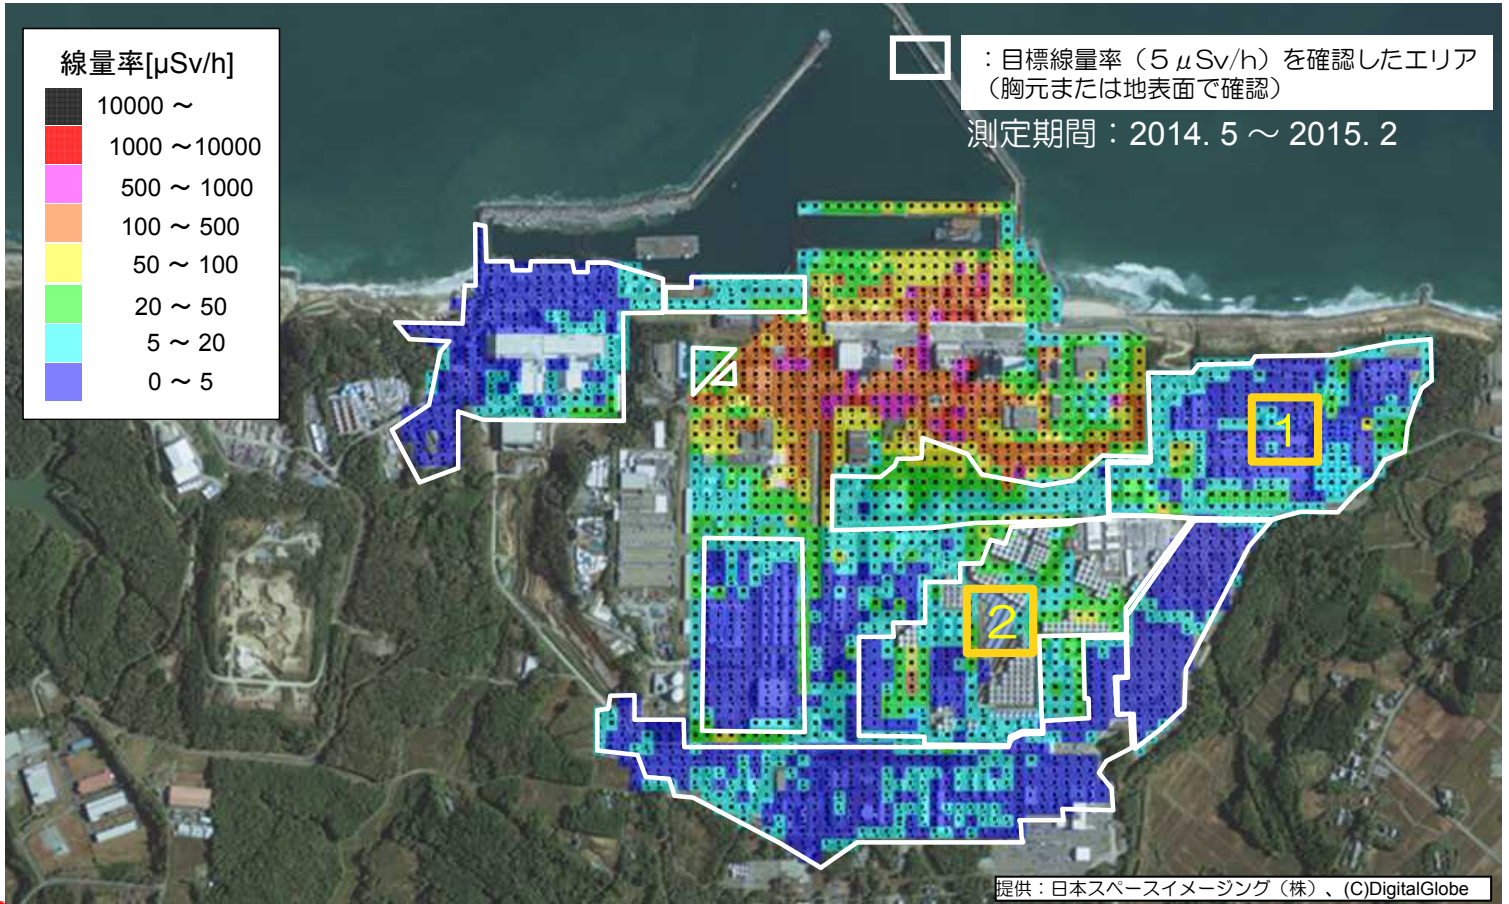 線量率[μSv/h]
10000 ～
1000 ～10000
500 ～ 1000
100 ～ 500
50 ～ 100
20 ～ 50
5 ～ 20
0 ～ 5
：目標線量率（５μSv/h）を確認したエリア
（胸元または地表面で確認）
測定期間：2014. 5 ～ 2015. 2
1
2
提供：日本スペースイメージング（株）、(C)DigitalGlobe